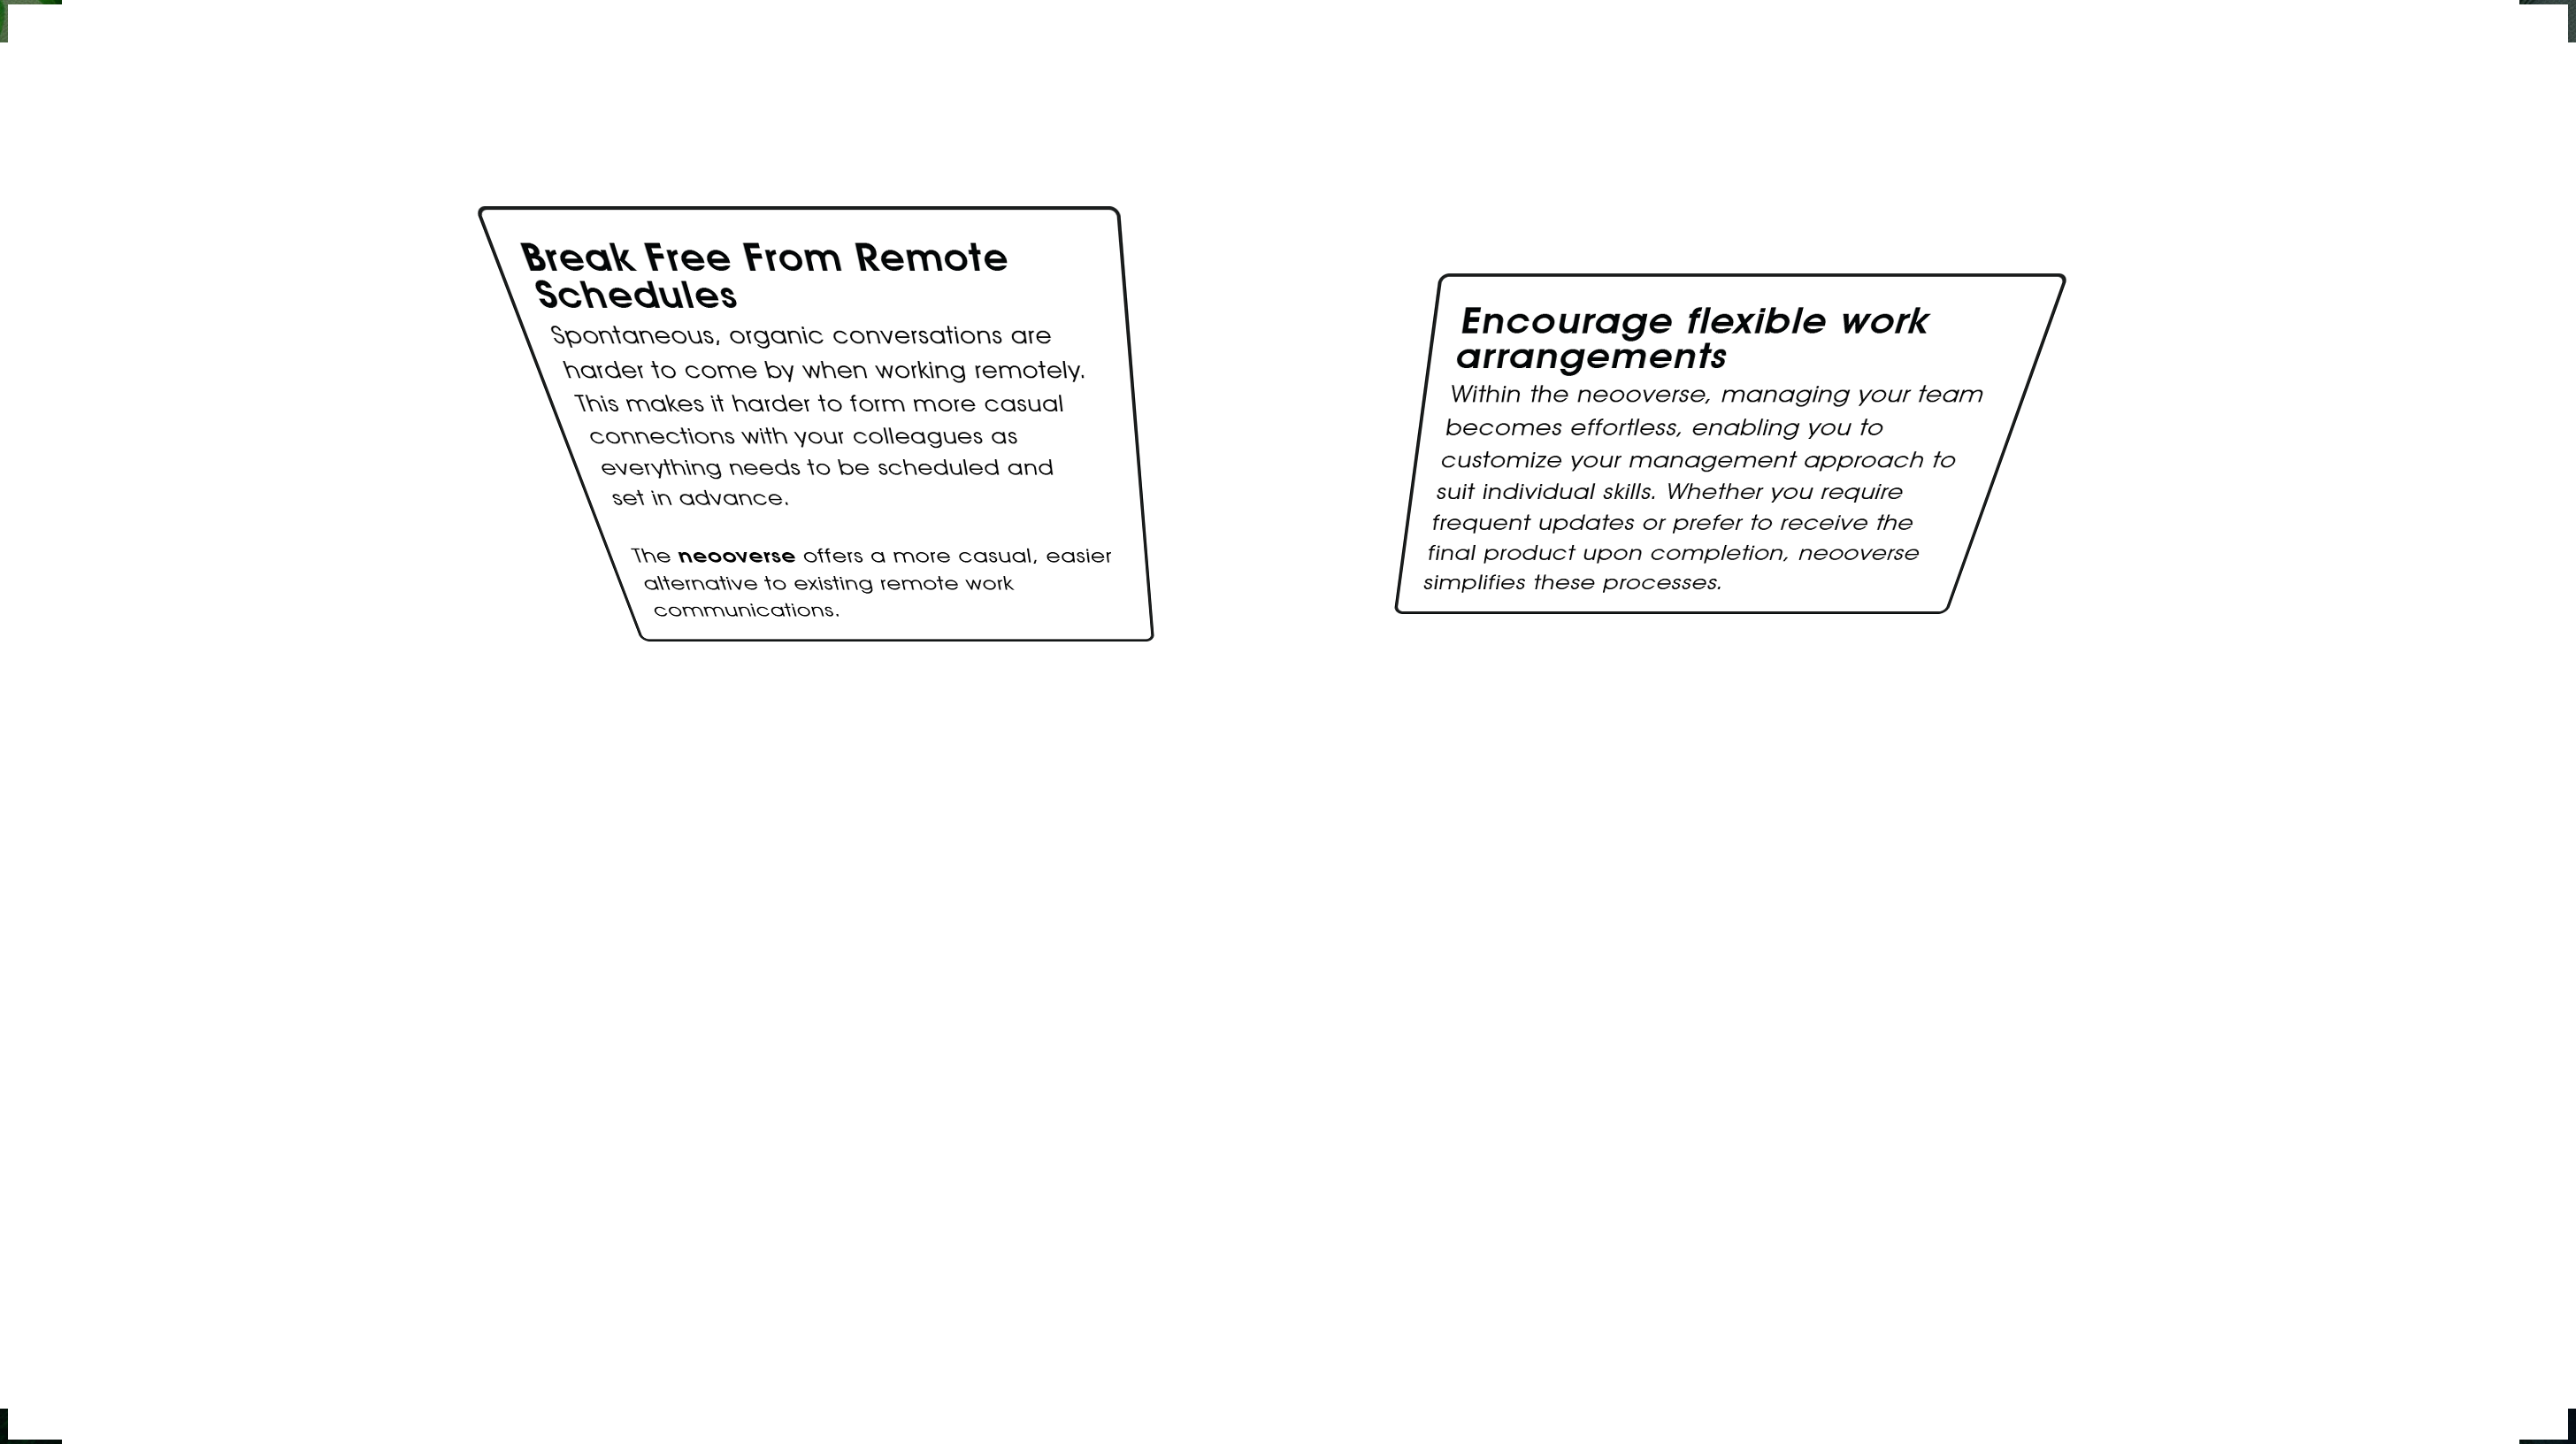 Break Free From Remote
Schedules
Spontaneous, organic conversations are
harder to come by when working remotely.
This makes it harder to form more casual
connections with your colleagues as
everything needs to be scheduled and
set in advance.
The neooverse offers a more casual, easier
alternative to existing remote work
communications.
Encourage flexible work
arrangements
Within the neooverse, managing your team
becomes effortless, enabling you to
customize your management approach to
suit individual skills. Whether you require
frequent updates or prefer to receive the
final product upon completion, neooverse
simplifies these processes.